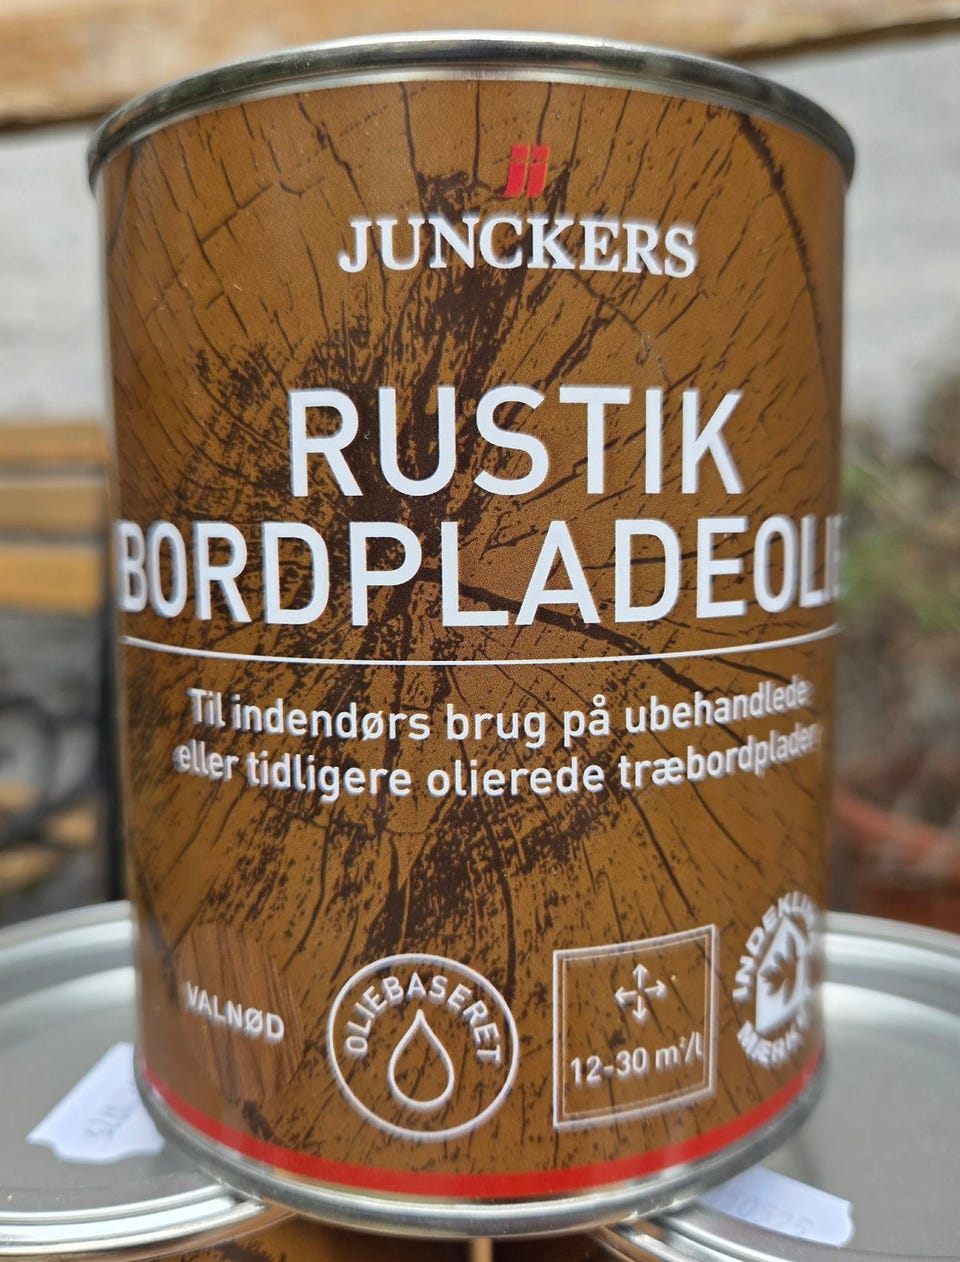 JUNCKERS
RUSTIK
BORDPLADEOLIE
Til indendørs brug på ubehandlede
eller tidligere olierede træbordplader
VALNØD
OLIEBASERET
12-30 m²/l